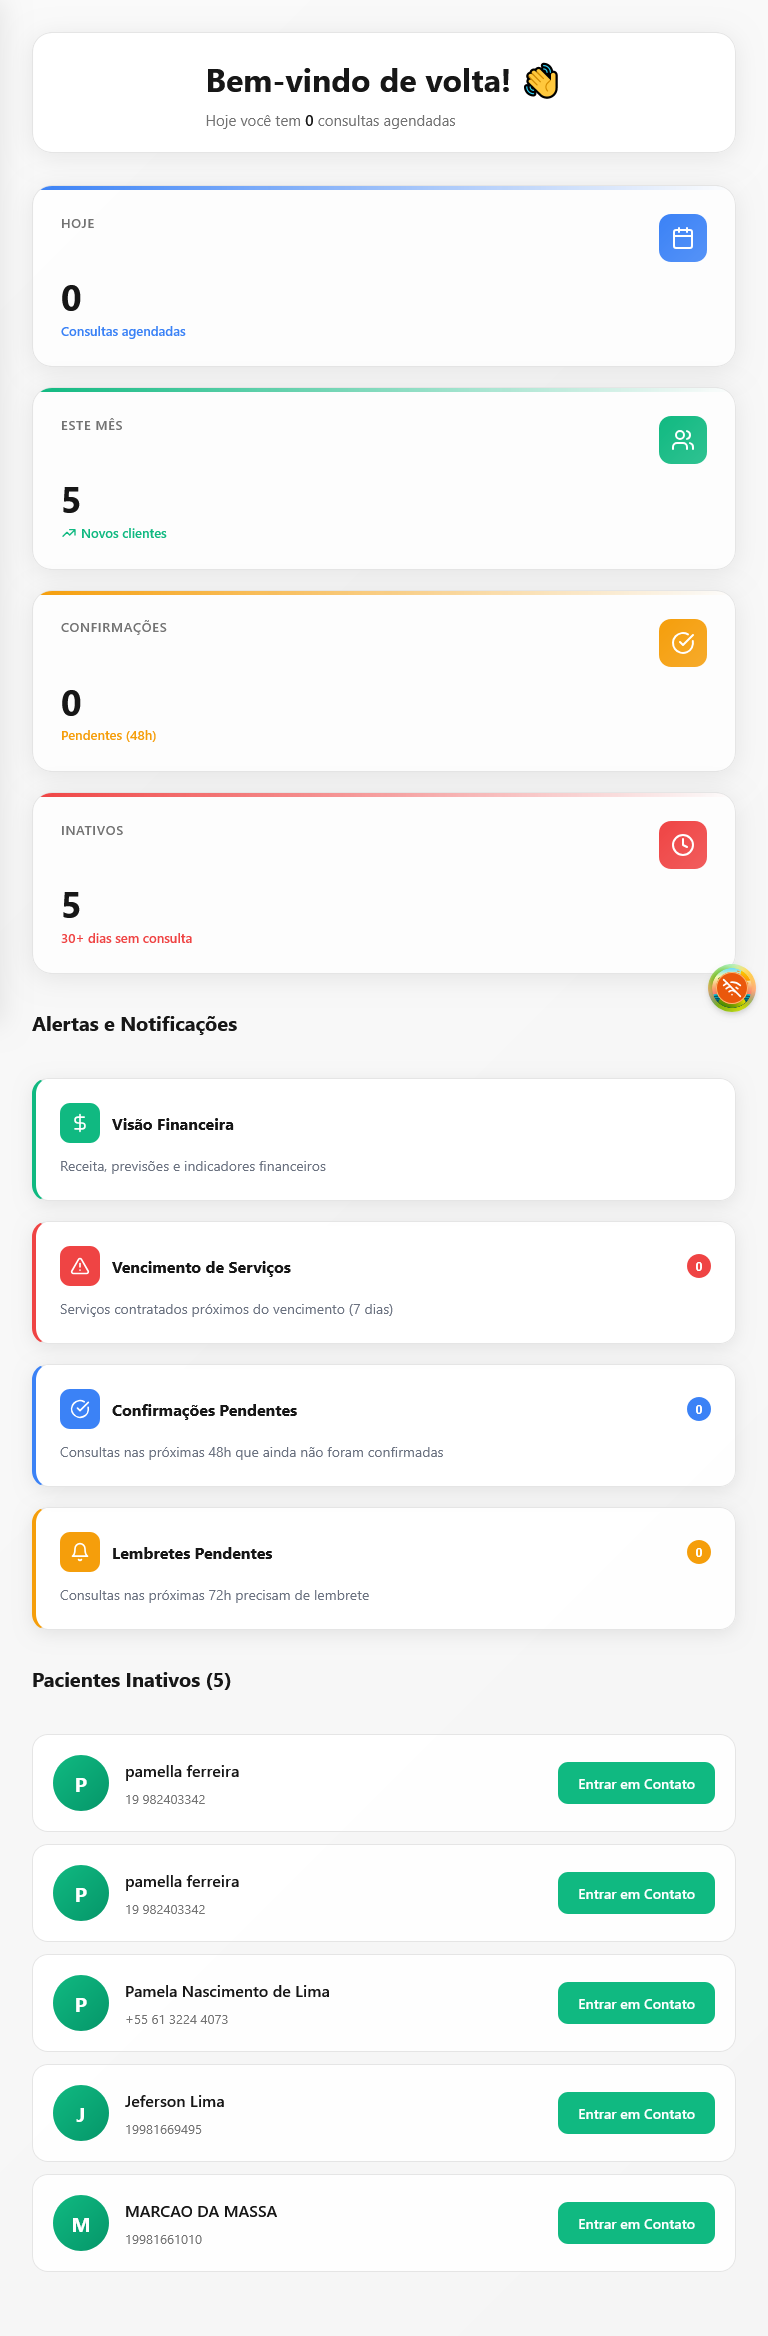 Bem-vindo de volta! 👋
Hoje você tem 0 consultas agendadas
HOJE
0
Consultas agendadas
ESTE MÊS
5
Novos clientes
CONFIRMAÇÕES
0
Pendentes (48h)
INATIVOS
5
30+ dias sem consulta
Alertas e Notificações
Visão Financeira
Receita, previsões e indicadores financeiros
Vencimento de Serviços
0
Serviços contratados próximos do vencimento (7 dias)
Confirmações Pendentes
0
Consultas nas próximas 48h que ainda não foram confirmadas
Lembretes Pendentes
0
Consultas nas próximas 72h precisam de lembrete
Pacientes Inativos (5)
P
pamella ferreira
19 982403342
Entrar em Contato
P
pamella ferreira
19 982403342
Entrar em Contato
P
Pamela Nascimento de Lima
+55 61 3224 4073
Entrar em Contato
J
Jeferson Lima
19981669495
Entrar em Contato
M
MARCAO DA MASSA
19981661010
Entrar em Contato